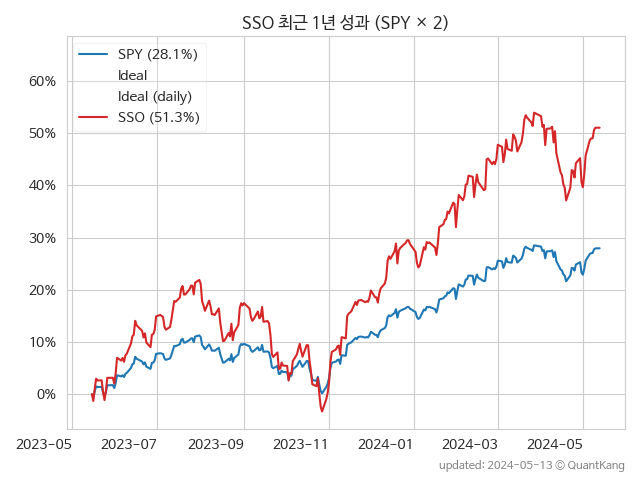 SSO 최근 1년 성과 (SPY × 2)
SPY (28.1%)
Ideal
Ideal (daily)
SSO (51.3%)
60%
50%
40%
30%
20%
10%
0%
2023-05 2023-07 2023-09 2023-11 2024-01 2024-03 2024-05
updated: 2024-05-13 © QuantKang